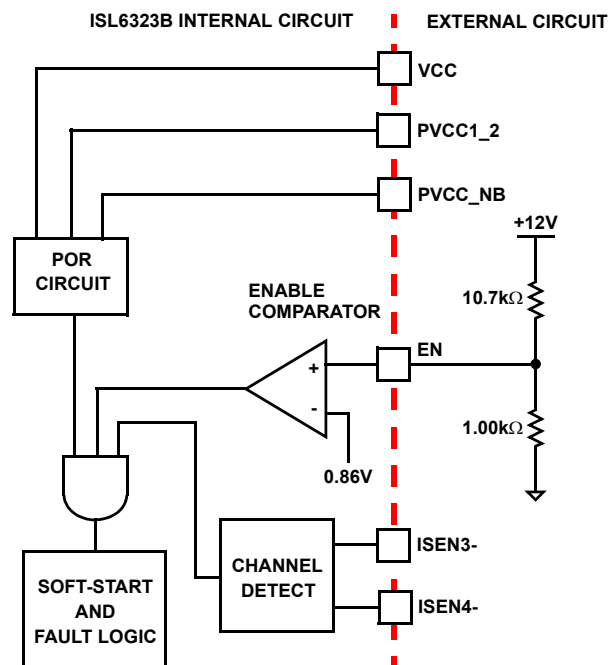 ISL6323B INTERNAL CIRCUIT
EXTERNAL CIRCUIT
VCC
PVCC1_2
PVCC_NB
+12V
POR
CIRCUIT
10.7kΩ
ENABLE
COMPARATOR
EN
+
-
1.00kΩ
0.86V
ISEN3-
CHANNEL
DETECT
ISEN4-
SOFT-START
AND
FAULT LOGIC